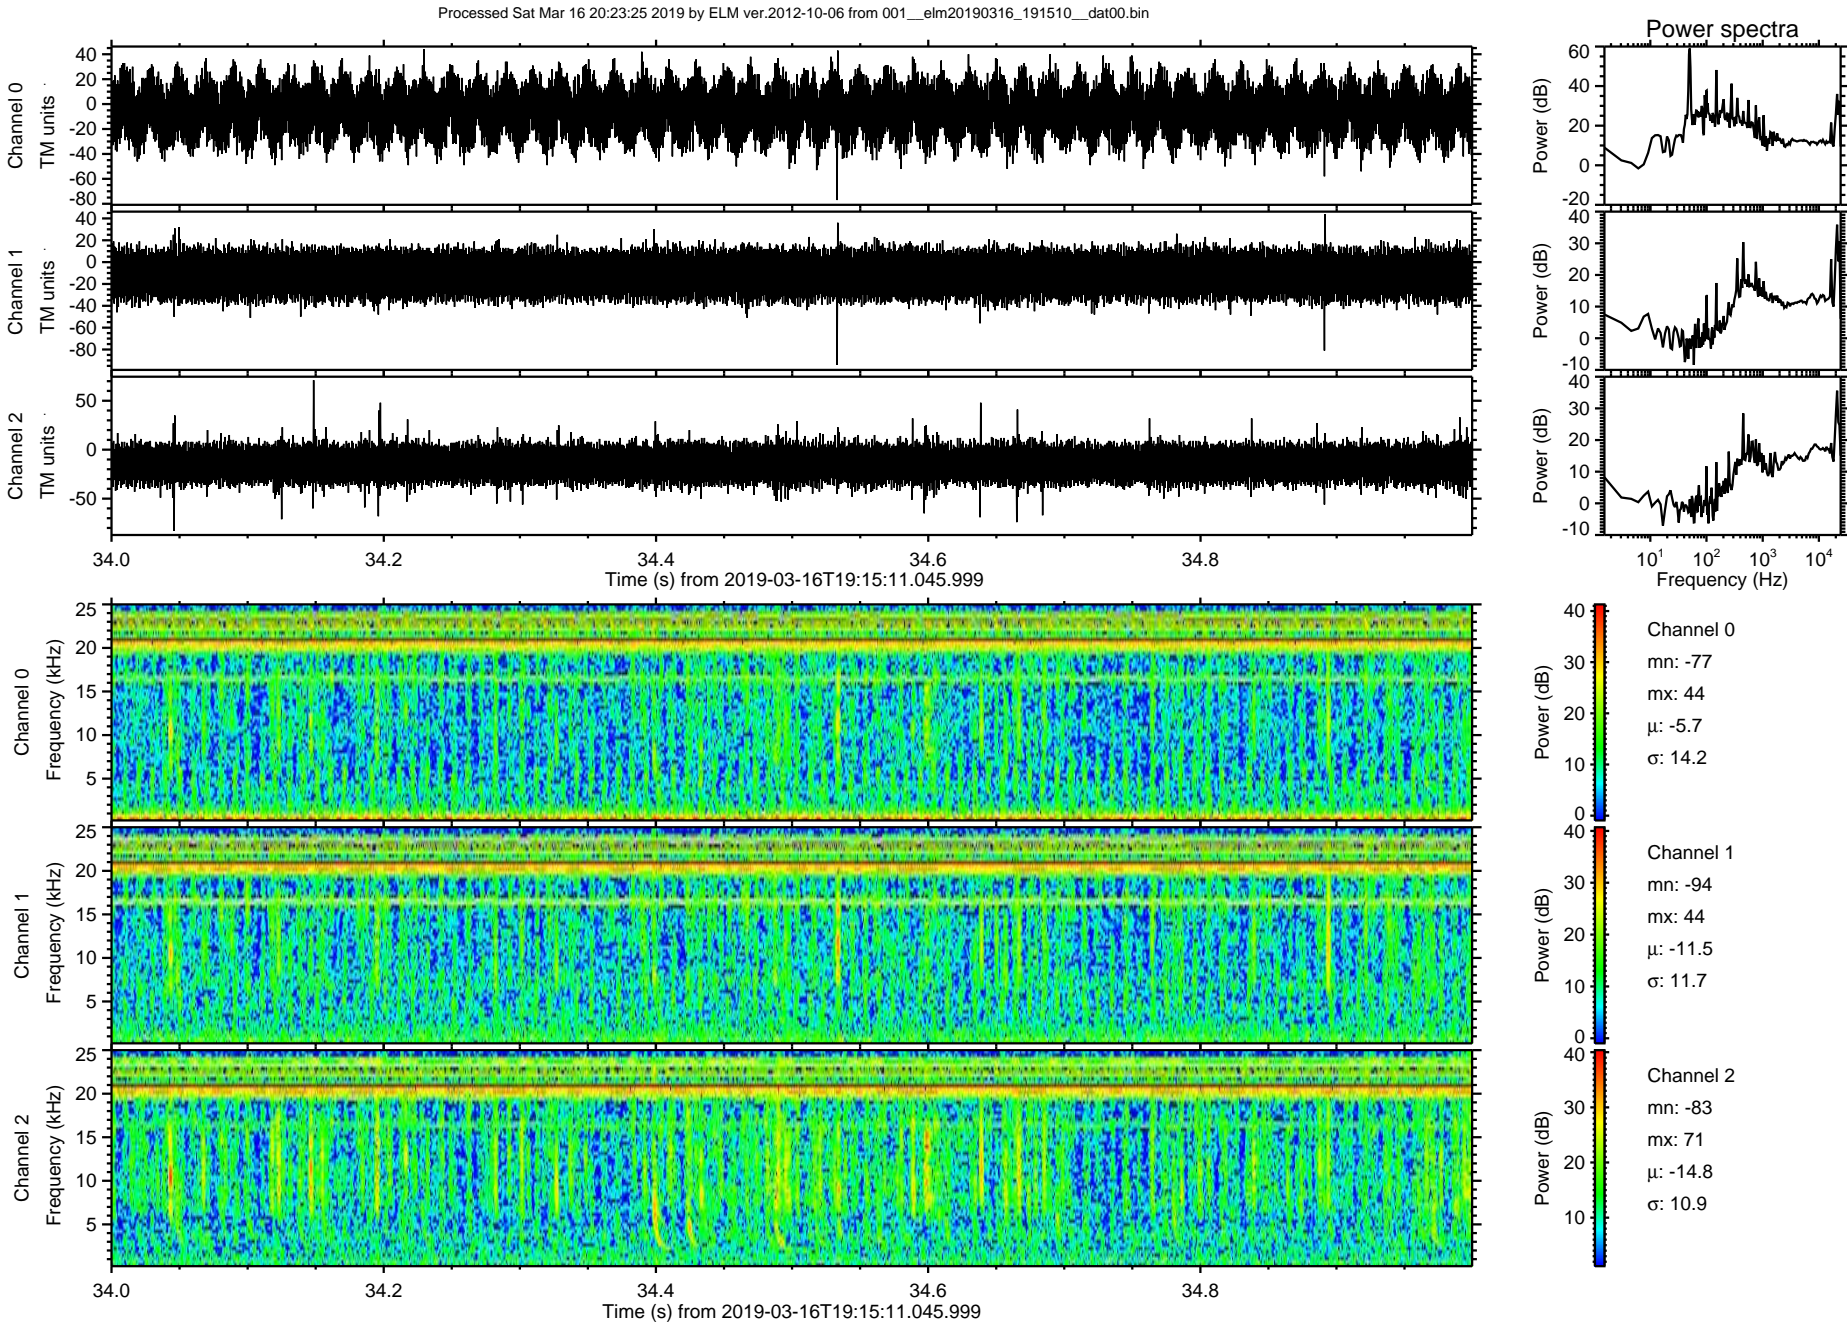 Processed Sat Mar 16 20:23:25 2019 by ELM ver.2012-10-06 from 001__elm20190316_191510__dat00.bin
Power spectra
Channel 0
TM units
40
20
0
-20
-40
-60
-80
Power (dB)
60
40
20
0
-20
Channel 1
TM units
40
20
0
-20
-40
-60
-80
Power (dB)
40
30
20
10
0
-10
Channel 2
TM units
50
0
-50
Power (dB)
40
30
20
10
0
-10
34.0 34.2 34.4 34.6 34.8
Time (s) from 2019-03-16T19:15:11.045.999
10^1 10^2 10^3 10^4
Frequency (Hz)
Channel 0
Frequency (kHz)
25
20
15
10
5
Power (dB)
40
30
20
10
0
Channel 0
mn: -77
mx: 44
μ: -5.7
σ: 14.2
Channel 1
Frequency (kHz)
25
20
15
10
5
Power (dB)
40
30
20
10
0
Channel 1
mn: -94
mx: 44
μ: -11.5
σ: 11.7
Channel 2
Frequency (kHz)
25
20
15
10
5
Power (dB)
40
30
20
10
Channel 2
mn: -83
mx: 71
μ: -14.8
σ: 10.9
34.0 34.2 34.4 34.6 34.8
Time (s) from 2019-03-16T19:15:11.045.999